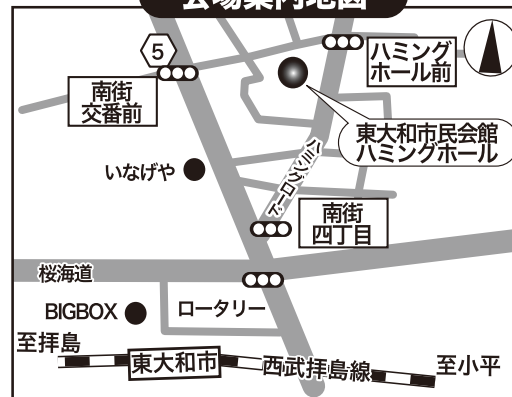 会場案内地図
5
ハミング
ホール前
南街
交番前
東大和市民会館
ハミングホール
いなげや
ハミングロード
南街
四丁目
桜海道
BIGBOX
ロータリー
至拝島
東大和市
西武拝島線
至小平